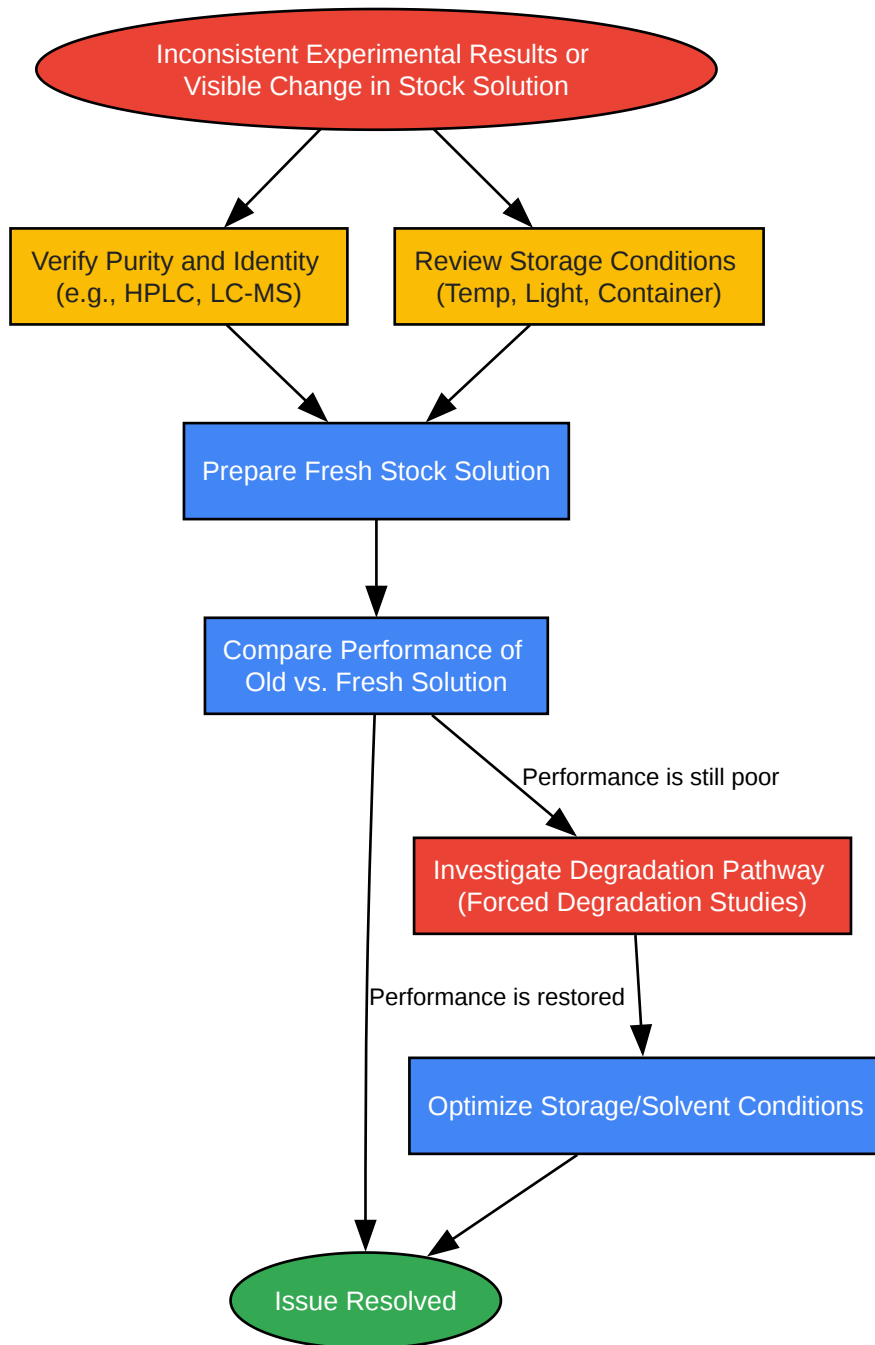 Inconsistent Experimental Results or
Visible Change in Stock Solution
Verify Purity and Identity
(e.g., HPLC, LC-MS)
Review Storage Conditions
(Temp, Light, Container)
Prepare Fresh Stock Solution
Compare Performance of
Old vs. Fresh Solution
Performance is still poor
Investigate Degradation Pathway
(Forced Degradation Studies)
Performance is restored
Optimize Storage/Solvent Conditions
Issue Resolved